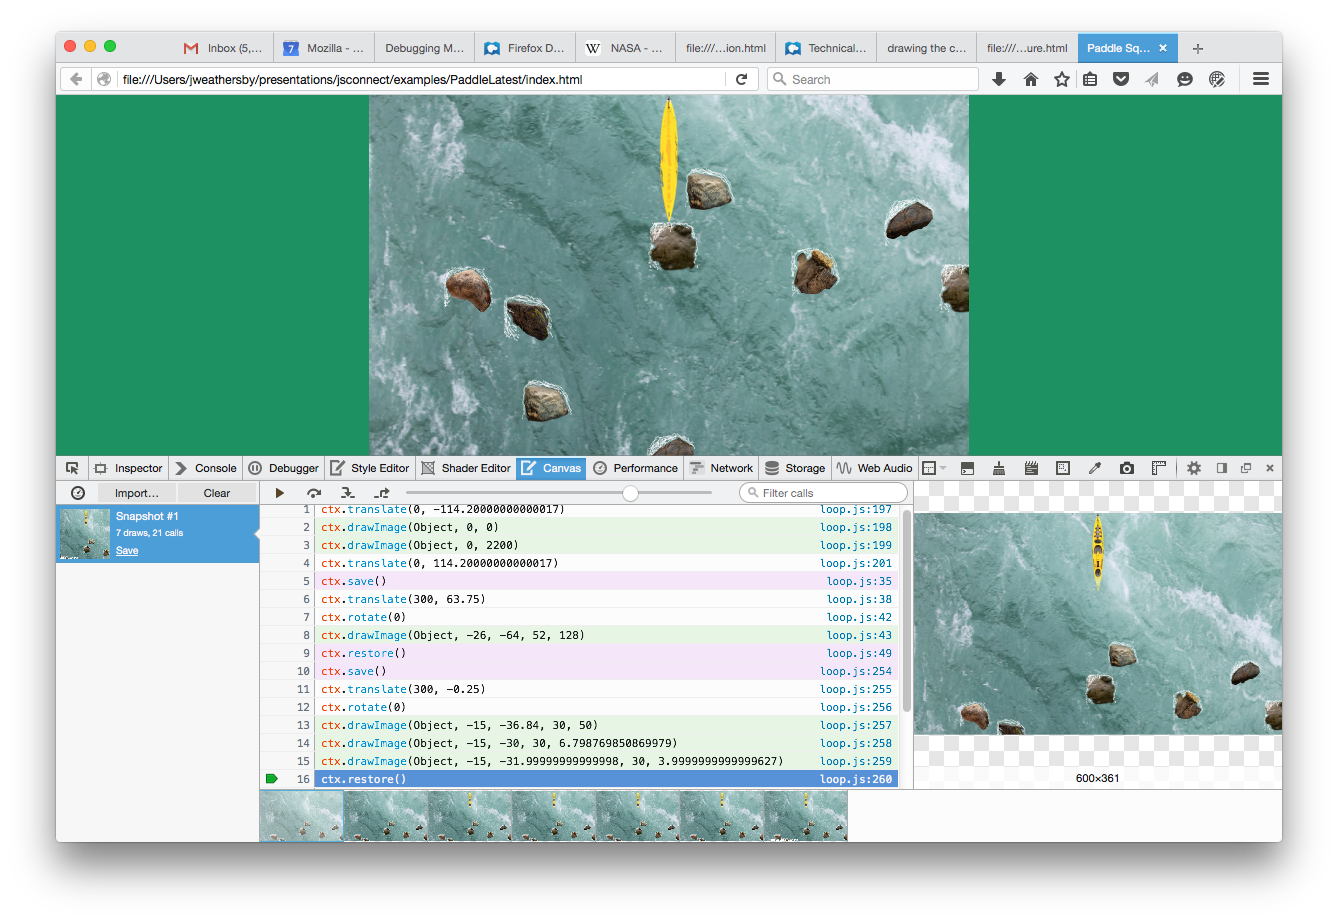 Inbox (5,...
7
Mozilla - ...
Debugging M...
Firefox D...
W
NASA - ...
file:///...ion.html
Technical...
drawing the c...
file:///...ure.html
Paddle Sq...
file:///Users/jweathersby/presentations/jsconnect/examples/PaddleLatest/index.html
Search
Inspector
Console
Debugger
Style Editor
Shader Editor
Canvas
Performance
Network
Storage
Web Audio
Import...
Clear
Filter calls
Snapshot #1
7 draws, 21 calls
Save
1 ctx.translate(0, -114.20000000000017) loop.js:197
2 ctx.drawImage(Object, 0, 0) loop.js:198
3 ctx.drawImage(Object, 0, 2200) loop.js:199
4 ctx.translate(0, 114.20000000000017) loop.js:201
5 ctx.save() loop.js:35
6 ctx.translate(300, 63.75) loop.js:38
7 ctx.rotate(0) loop.js:42
8 ctx.drawImage(Object, -26, -64, 52, 128) loop.js:43
9 ctx.restore() loop.js:49
10 ctx.save() loop.js:254
11 ctx.translate(300, -0.25) loop.js:255
12 ctx.rotate(0) loop.js:256
13 ctx.drawImage(Object, -15, -36.84, 30, 50) loop.js:257
14 ctx.drawImage(Object, -15, -30, 30, 6.798769850869979) loop.js:258
15 ctx.drawImage(Object, -15, -31.99999999999998, 30, 3.9999999999999627) loop.js:259
16 ctx.restore() loop.js:260
600×361